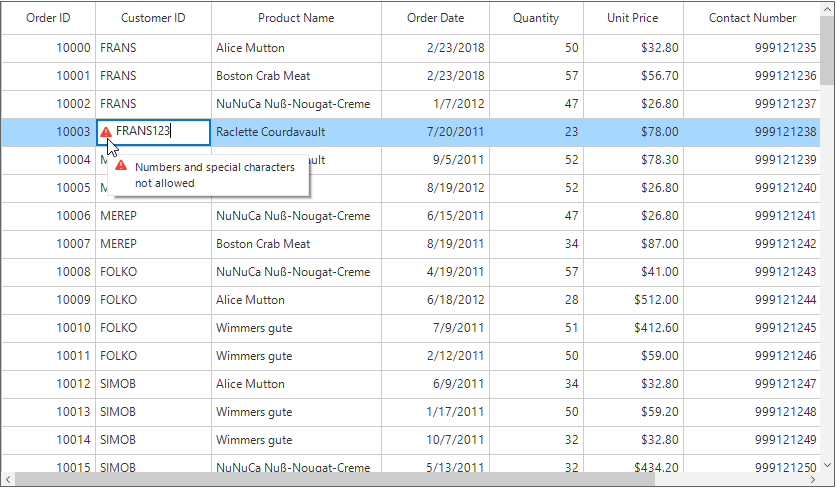 Order ID Customer ID Product Name Order Date Quantity Unit Price Contact Number
10000 FRANS Alice Mutton 2/23/2018 50 $32.80 999121235
10001 FRANS Boston Crab Meat 2/23/2018 57 $56.70 999121236
10002 FRANS NuNuCa Nuß-Nougat-Creme 1/7/2012 47 $26.80 999121237
10003 FRANS123 Raclette Courdavault 7/20/2011 23 $78.00 999121238
10004 9/5/2011 52 $78.30 999121239
Numbers and special characters
not allowed
10005 8/19/2012 52 $26.80 999121240
10006 MEREP NuNuCa Nuß-Nougat-Creme 6/15/2011 47 $26.80 999121241
10007 MEREP Boston Crab Meat 8/19/2011 34 $87.00 999121242
10008 FOLKO NuNuCa Nuß-Nougat-Creme 4/19/2011 57 $41.00 999121243
10009 FOLKO Alice Mutton 6/18/2012 28 $512.00 999121244
10010 FOLKO Wimmers gute 7/9/2011 51 $412.60 999121245
10011 FOLKO Wimmers gute 2/12/2011 50 $59.00 999121246
10012 SIMOB Alice Mutton 6/9/2011 34 $32.80 999121247
10013 SIMOB Wimmers gute 1/17/2011 50 $59.20 999121248
10014 SIMOB Wimmers gute 10/7/2011 32 $32.80 999121249
10015 SIMOB NuNuCa Nuß-Nougat-Creme 5/13/2011 32 $434.20 999121250